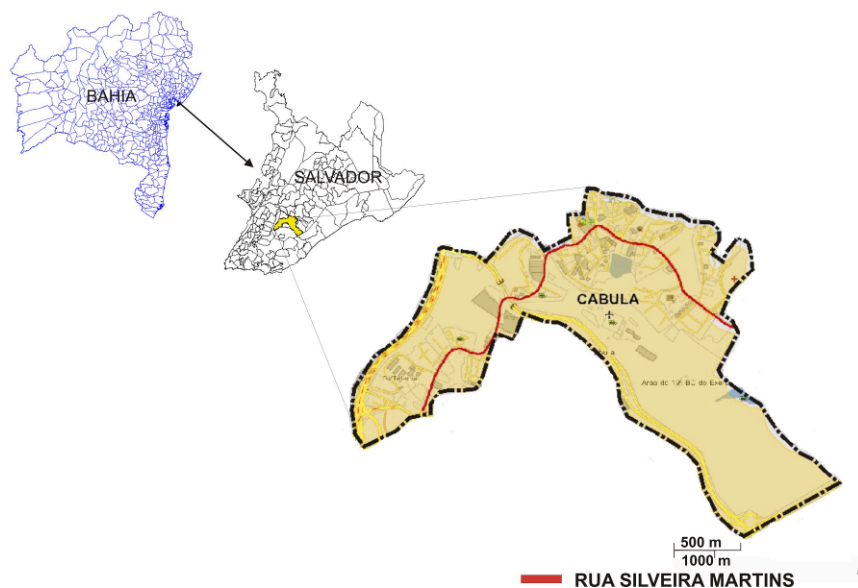 BAHIA
SALVADOR
CABULA
500 m
1000 m
RUA SILVEIRA MARTINS